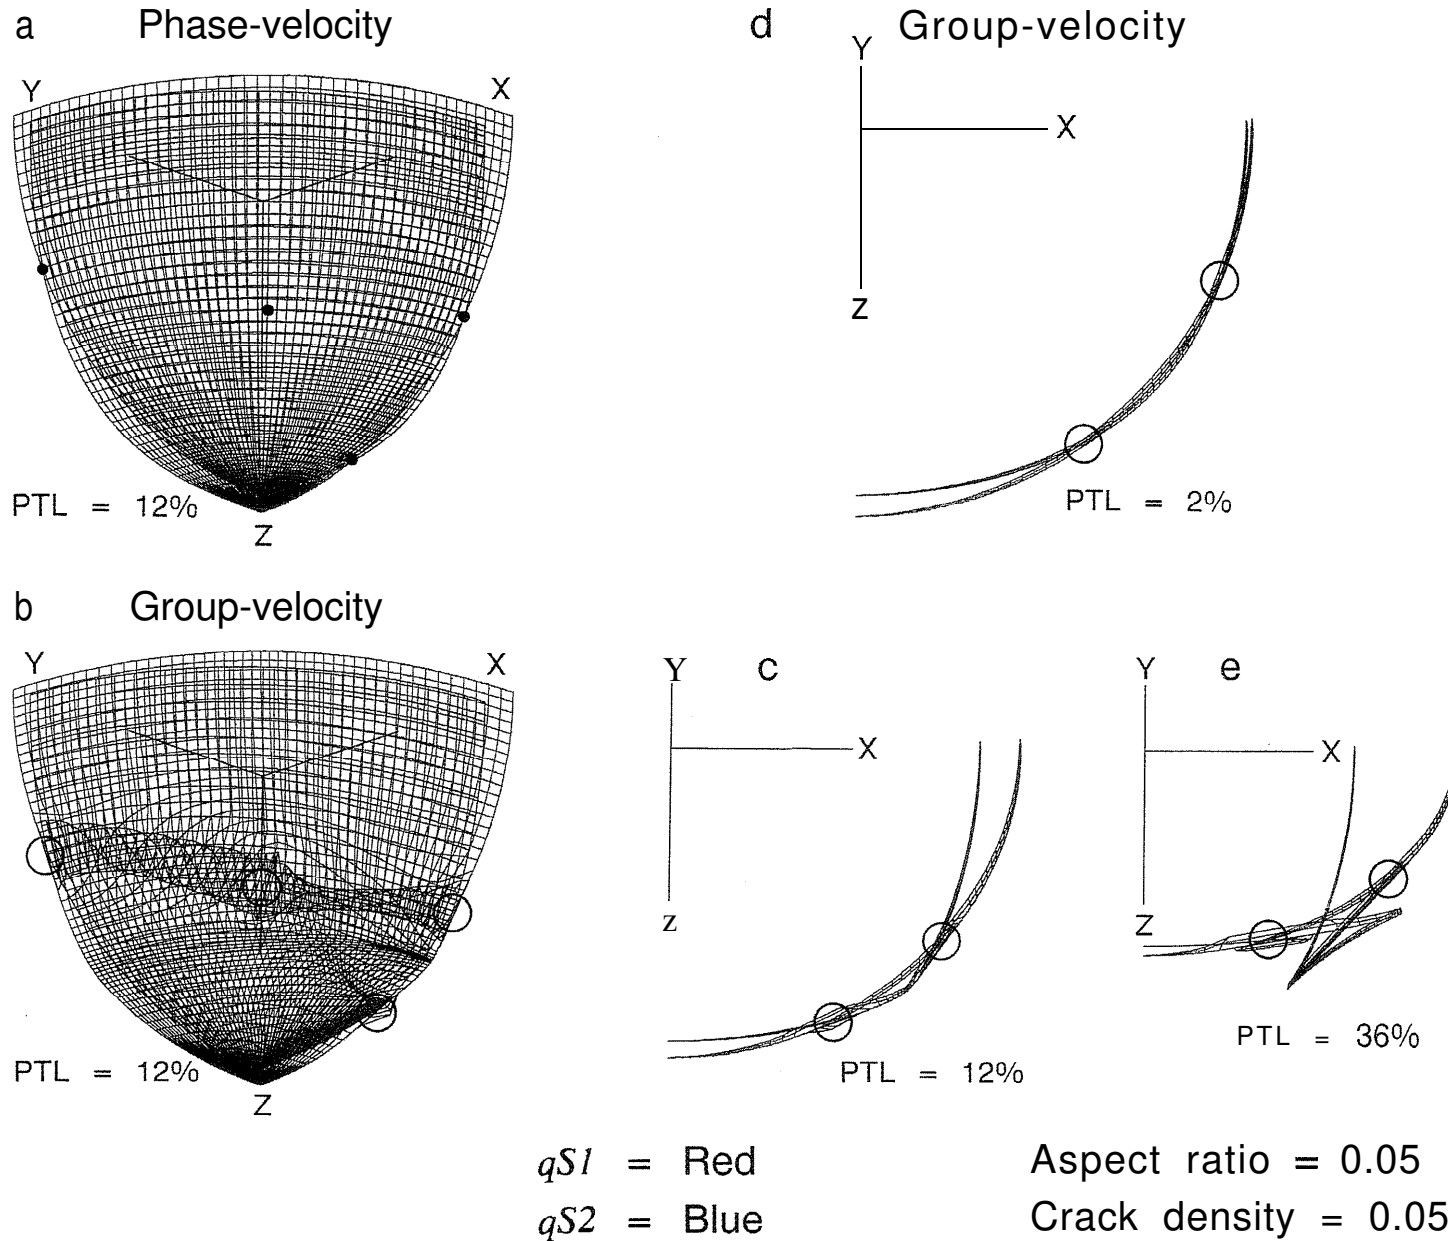 a Phase-velocity
Y X
PTL = 12%
Z
b Group-velocity
Y X
PTL = 12%
Z
d Group-velocity
Y
X
Z
PTL = 2%
Y c
X
z
PTL = 12%
Y e
X
Z
PTL = 36%
qS1 = Red
qS2 = Blue
Aspect ratio = 0.05
Crack density = 0.05